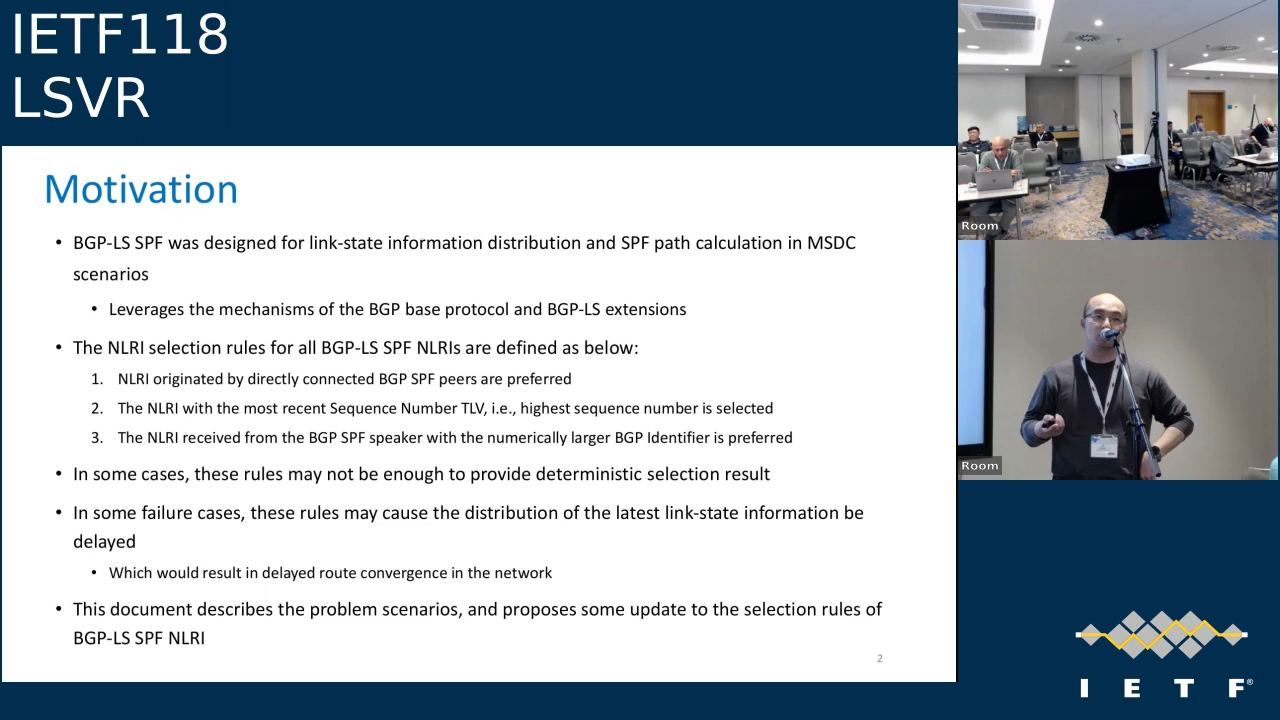 IETF118
LSVR
Motivation
• BGP-LS SPF was designed for link-state information distribution and SPF path calculation in MSDC
scenarios
• Leverages the mechanisms of the BGP base protocol and BGP-LS extensions
• The NLRI selection rules for all BGP-LS SPF NLRIs are defined as below:
1. NLRI originated by directly connected BGP SPF peers are preferred
2. The NLRI with the most recent Sequence Number TLV, i.e., highest sequence number is selected
3. The NLRI received from the BGP SPF speaker with the numerically larger BGP Identifier is preferred
• In some cases, these rules may not be enough to provide deterministic selection result
• In some failure cases, these rules may cause the distribution of the latest link-state information be
delayed
• Which would result in delayed route convergence in the network
• This document describes the problem scenarios, and proposes some update to the selection rules of
BGP-LS SPF NLRI
2
Room
Room
I E T F®